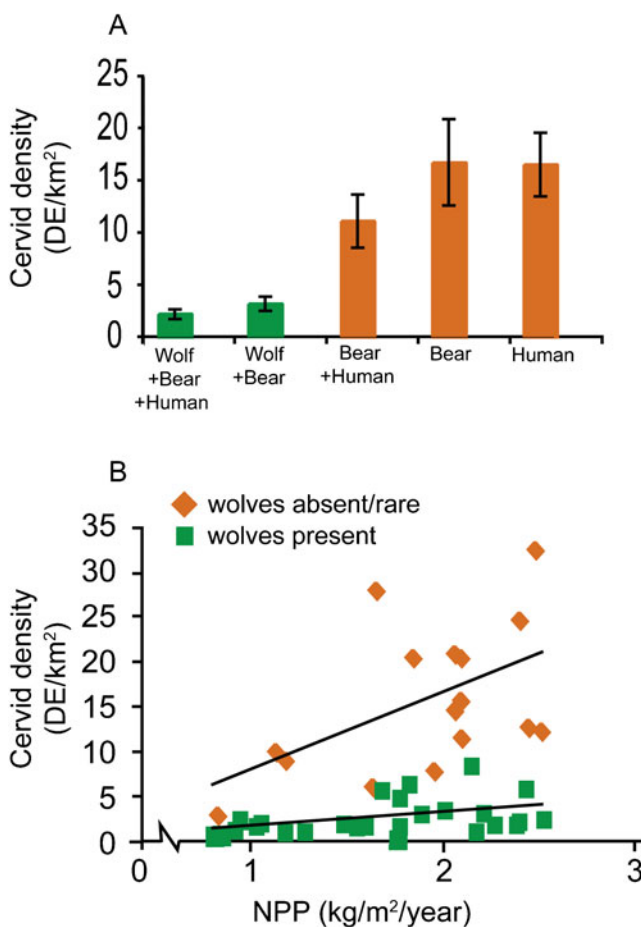 A
Cervid density
(DE/km²)
25
20
15
10
5
0
Wolf
+Bear
+Human
Wolf
+Bear
Bear
+Human
Bear
Human
B
wolves absent/rare
wolves present
Cervid density
(DE/km²)
35
30
25
20
15
10
5
0
0
1
2
3
NPP (kg/m²/year)